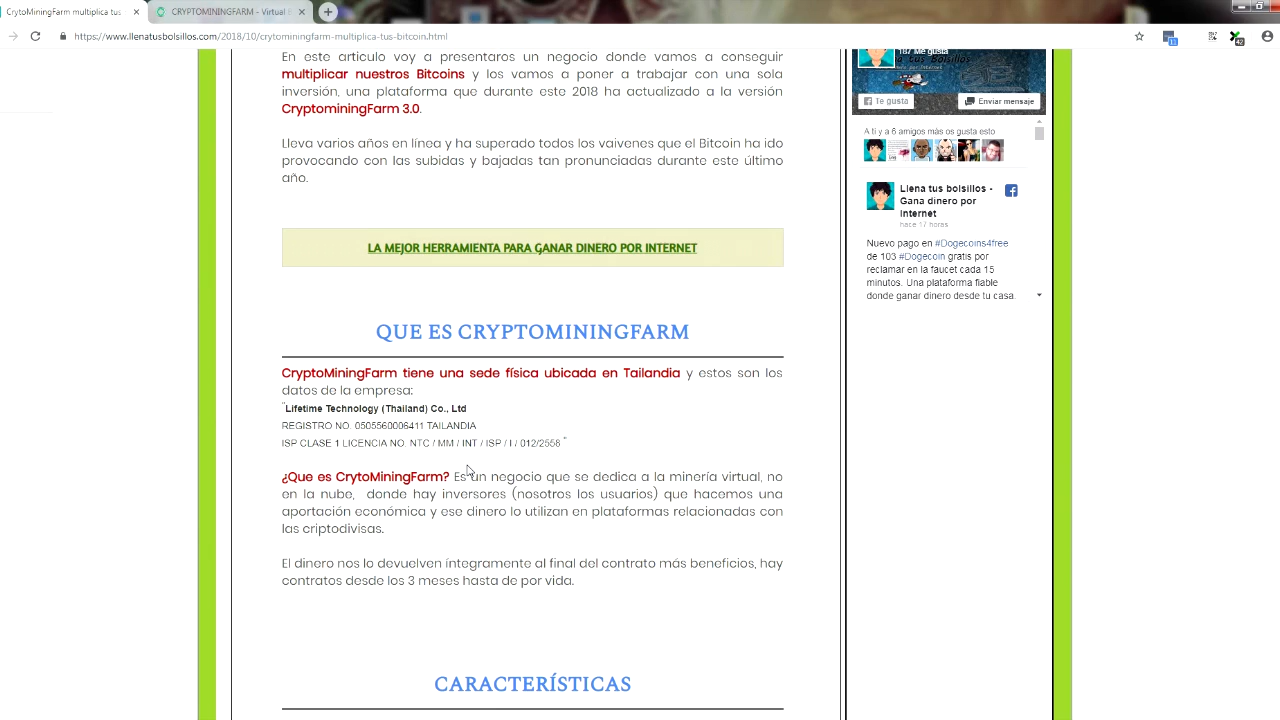 CrytoMiningFarm multiplica tus
CRYPTOMININGFARM - Virtual
https://www.llenatusbolsillos.com/2018/10/crytominingfarm-multiplica-tus-bitcoin.html
42
En este articulo voy a presentaros un negocio donde vamos a conseguir
multiplicar nuestros Bitcoins y los vamos a poner a trabajar con una sola
inversión, una plataforma que durante este 2018 ha actualizado a la versión
CryptominingFarm 3.0.
Lleva varios años en línea y ha superado todos los vaivenes que el Bitcoin ha ido
provocando con las subidas y bajadas tan pronunciadas durante este último
año.
LA MEJOR HERRAMIENTA PARA GANAR DINERO POR INTERNET
QUE ES CRYPTOMININGFARM
CryptoMiningFarm tiene una sede física ubicada en Tailandia y estos son los
datos de la empresa:
"Lifetime Technology (Thailand) Co., Ltd
REGISTRO NO. 0505560006411 TAILANDIA
ISP CLASE 1 LICENCIA NO. NTC / MM / INT / ISP / I / 012/2558 "
¿Que es CrytoMiningFarm? Es un negocio que se dedica a la minería virtual, no
en la nube, donde hay inversores (nosotros los usuarios) que hacemos una
aportación económica y ese dinero lo utilizan en plataformas relacionadas con
las criptodivisas.
El dinero nos lo devuelven íntegramente al final del contrato más beneficios, hay
contratos desde los 3 meses hasta de por vida.
CARACTERÍSTICAS
187 Me gusta
Te gusta
Enviar mensaje
A ti y a 6 amigos más os gusta esto
Llena tus bolsillos -
Gana dinero por
Internet
hace 17 horas
Nuevo pago en #Dogecoins4free
de 103 #Dogecoin gratis por
reclamar en la faucet cada 15
minutos. Una plataforma fiable
donde ganar dinero desde tu casa.